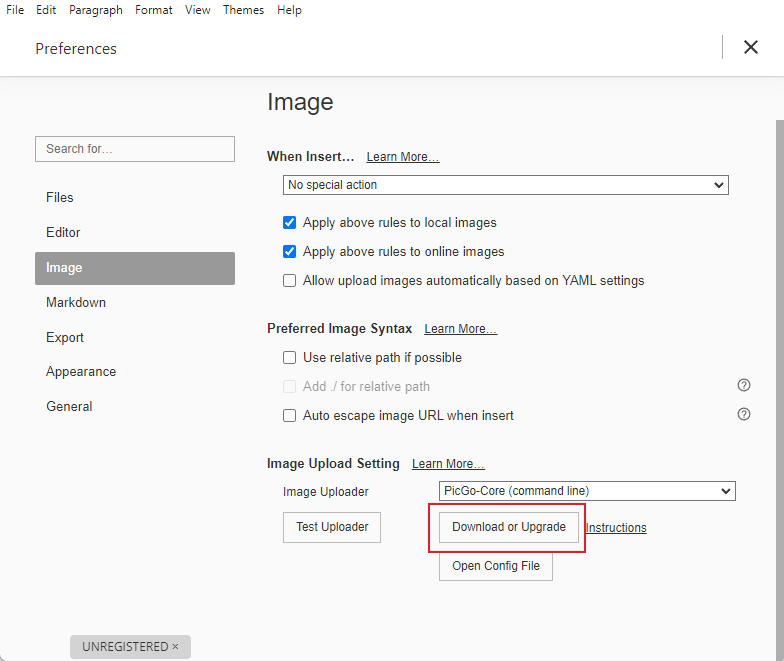 File Edit Paragraph Format View Themes Help
Preferences
Image
Search for...
When Insert... Learn More...
No special action
Files
Apply above rules to local images
Editor
Apply above rules to online images
Image
Allow upload images automatically based on YAML settings
Markdown
Preferred Image Syntax Learn More...
Export
Use relative path if possible
Appearance
Add ./ for relative path
General
Auto escape image URL when insert
Image Upload Setting Learn More...
Image Uploader PicGo-Core (command line)
Test Uploader Download or Upgrade Instructions
Open Config File
UNREGISTERED ×